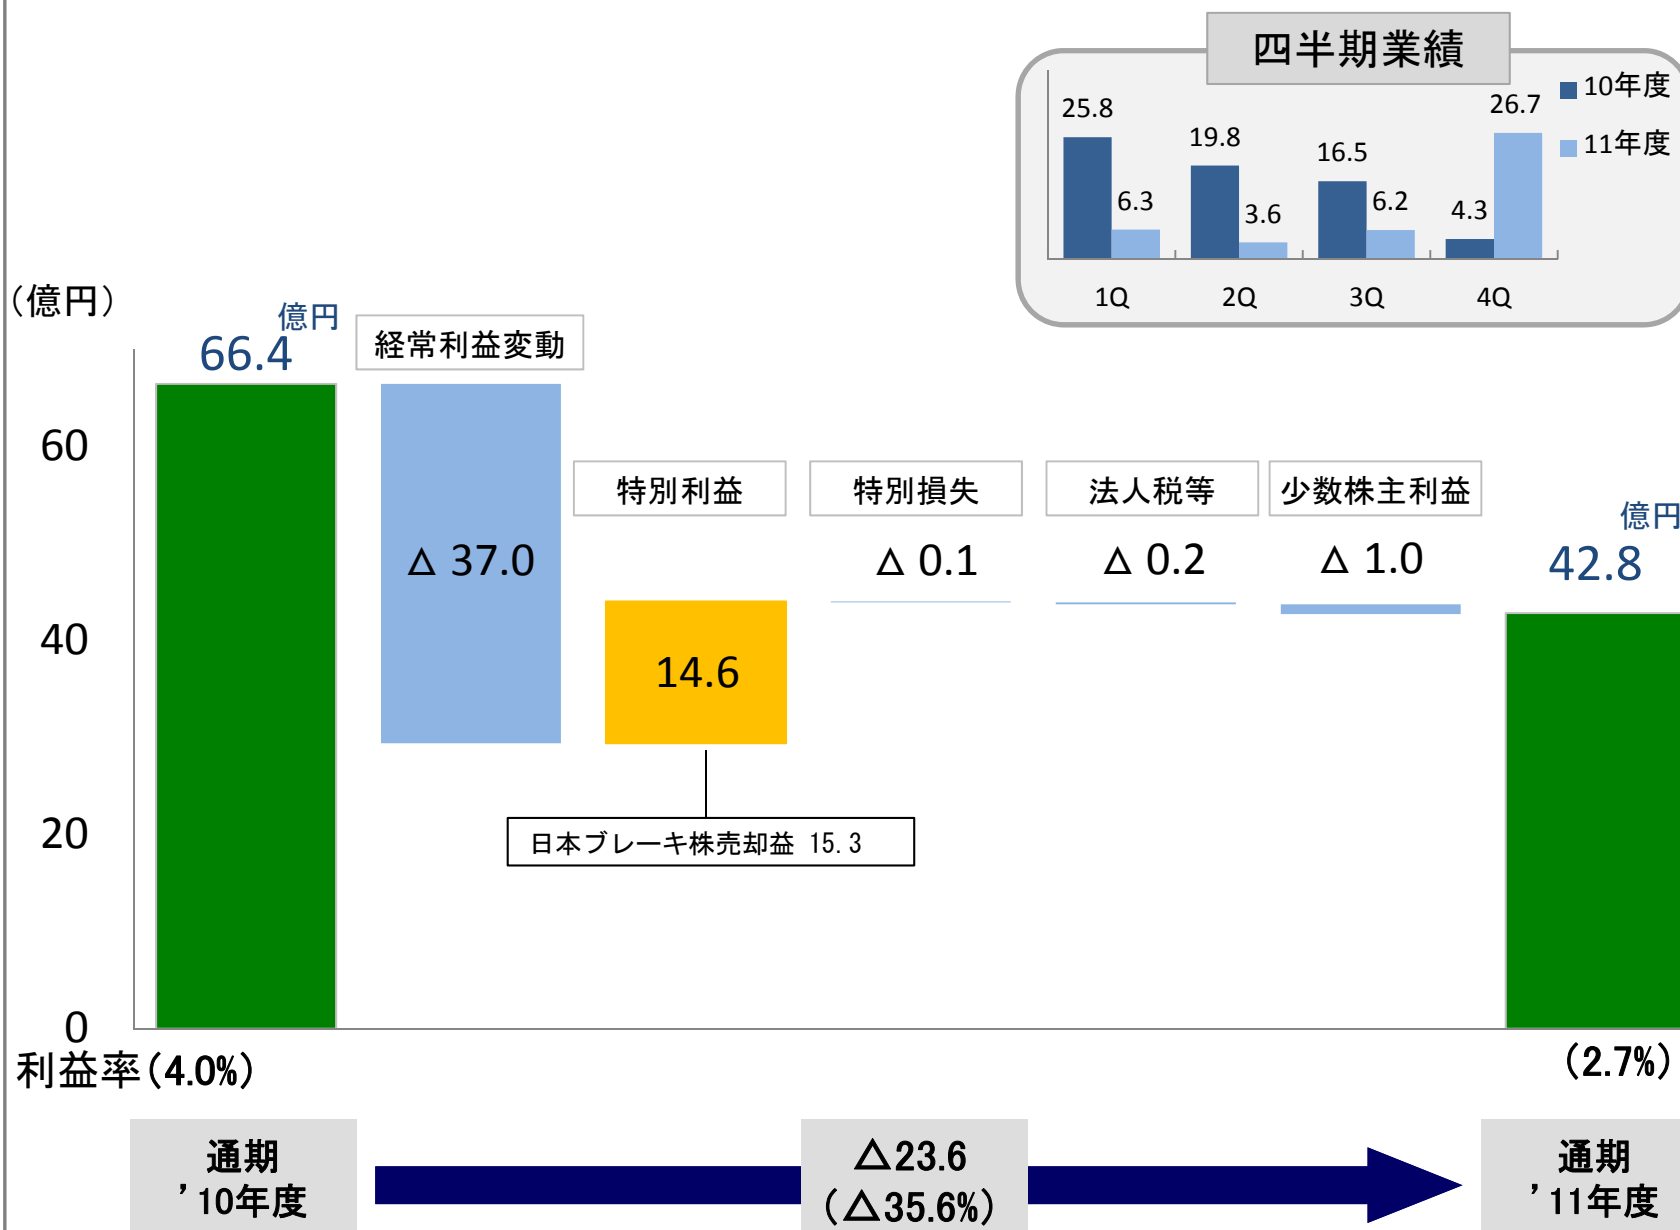 四半期業績
10年度
11年度
25.8
6.3
19.8
3.6
16.5
6.2
4.3
26.7
1Q 2Q 3Q 4Q
(億円)
億円
66.4
経常利益変動
△ 37.0
特別利益
14.6
特別損失
△ 0.1
法人税等
△ 0.2
少数株主利益
△ 1.0
億円
42.8
60
40
20
0
日本ブレーキ株売却益 15.3
利益率(4.0%)
(2.7%)
通期
’10年度
△23.6
(△35.6%)
通期
’11年度